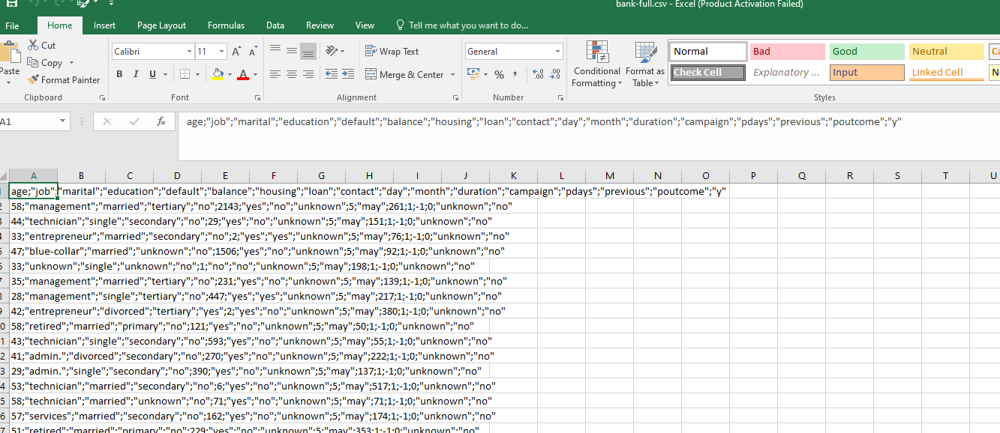 bank-full.csv - Excel (Product Activation Failed)
File Home Insert Page Layout Formulas Data Review View Tell me what you want to do...
Cut
Copy
Paste
Format Painter
Clipboard
Calibri 11
B I U
Font
Wrap Text
Merge & Center
Alignment
General
% ,
Number
Conditional Formatting
Format as Table
Normal Bad Good Neutral
Check Cell Explanatory ... Input Linked Cell
Styles
A1 fx age;"job";"marital";"education";"default";"balance";"housing";"loan";"contact";"day";"month";"duration";"campaign";"pdays";"previous";"poutcome";"y"
A B C D E F G H I J K L M N O P Q R S T U
age;"job";"marital";"education";"default";"balance";"housing";"loan";"contact";"day";"month";"duration";"campaign";"pdays";"previous";"poutcome";"y"
2 58;"management";"married";"tertiary";"no";2143;"yes";"no";"unknown";5;"may";261;1;-1;0;"unknown";"no"
3 44;"technician";"single";"secondary";"no";29;"yes";"no";"unknown";5;"may";151;1;-1;0;"unknown";"no"
4 33;"entrepreneur";"married";"secondary";"no";2;"yes";"yes";"unknown";5;"may";76;1;-1;0;"unknown";"no"
5 47;"blue-collar";"married";"unknown";"no";1506;"yes";"no";"unknown";5;"may";92;1;-1;0;"unknown";"no"
33;"unknown";"single";"unknown";"no";1;"no";"no";"unknown";5;"may";198;1;-1;0;"unknown";"no"
7 35;"management";"married";"tertiary";"no";231;"yes";"no";"unknown";5;"may";139;1;-1;0;"unknown";"no"
28;"management";"single";"tertiary";"no";447;"yes";"yes";"unknown";5;"may";217;1;-1;0;"unknown";"no"
42;"entrepreneur";"divorced";"tertiary";"yes";2;"yes";"no";"unknown";5;"may";380;1;-1;0;"unknown";"no"
0 58;"retired";"married";"primary";"no";121;"yes";"no";"unknown";5;"may";50;1;-1;0;"unknown";"no"
1 43;"technician";"single";"secondary";"no";593;"yes";"no";"unknown";5;"may";55;1;-1;0;"unknown";"no"
2 41;"admin.";"divorced";"secondary";"no";270;"yes";"no";"unknown";5;"may";222;1;-1;0;"unknown";"no"
3 29;"admin.";"single";"secondary";"no";390;"yes";"no";"unknown";5;"may";137;1;-1;0;"unknown";"no"
4 53;"technician";"married";"secondary";"no";6;"yes";"no";"unknown";5;"may";517;1;-1;0;"unknown";"no"
5 58;"technician";"married";"unknown";"no";71;"yes";"no";"unknown";5;"may";71;1;-1;0;"unknown";"no"
6 57;"services";"married";"secondary";"no";162;"yes";"no";"unknown";5;"may";174;1;-1;0;"unknown";"no"
7 51;"retired";"married";"primary";"no";229;"yes";"no";"unknown";5;"may";353;1;-1;0;"unknown";"no"